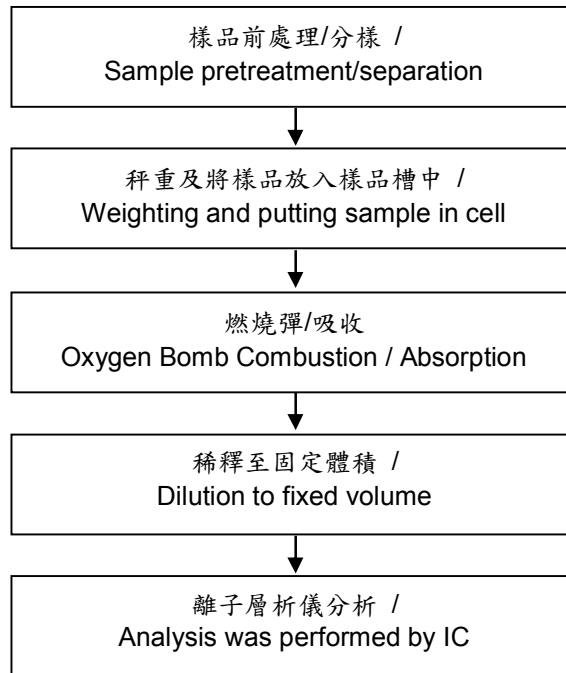 樣品前處理/分樣 /
Sample pretreatment/separation
秤重及將樣品放入樣品槽中 /
Weighting and putting sample in cell
燃燒彈/吸收
Oxygen Bomb Combustion / Absorption
稀釋至固定體積 /
Dilution to fixed volume
離子層析儀分析 /
Analysis was performed by IC